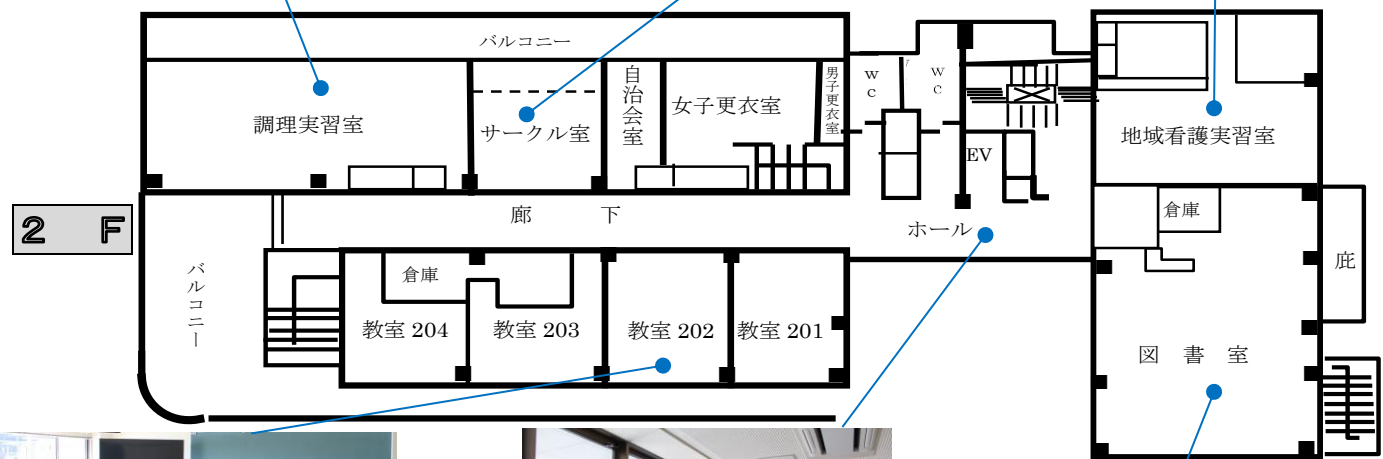 バルコニー
調理実習室
サークル室
自治会室
女子更衣室
男子更衣室
wc
wc
EV
地域看護実習室
2 F
廊 下
ホール
倉庫
庇
バルコニー
倉庫
教室 204
教室 203
教室 202
教室 201
図 書 室